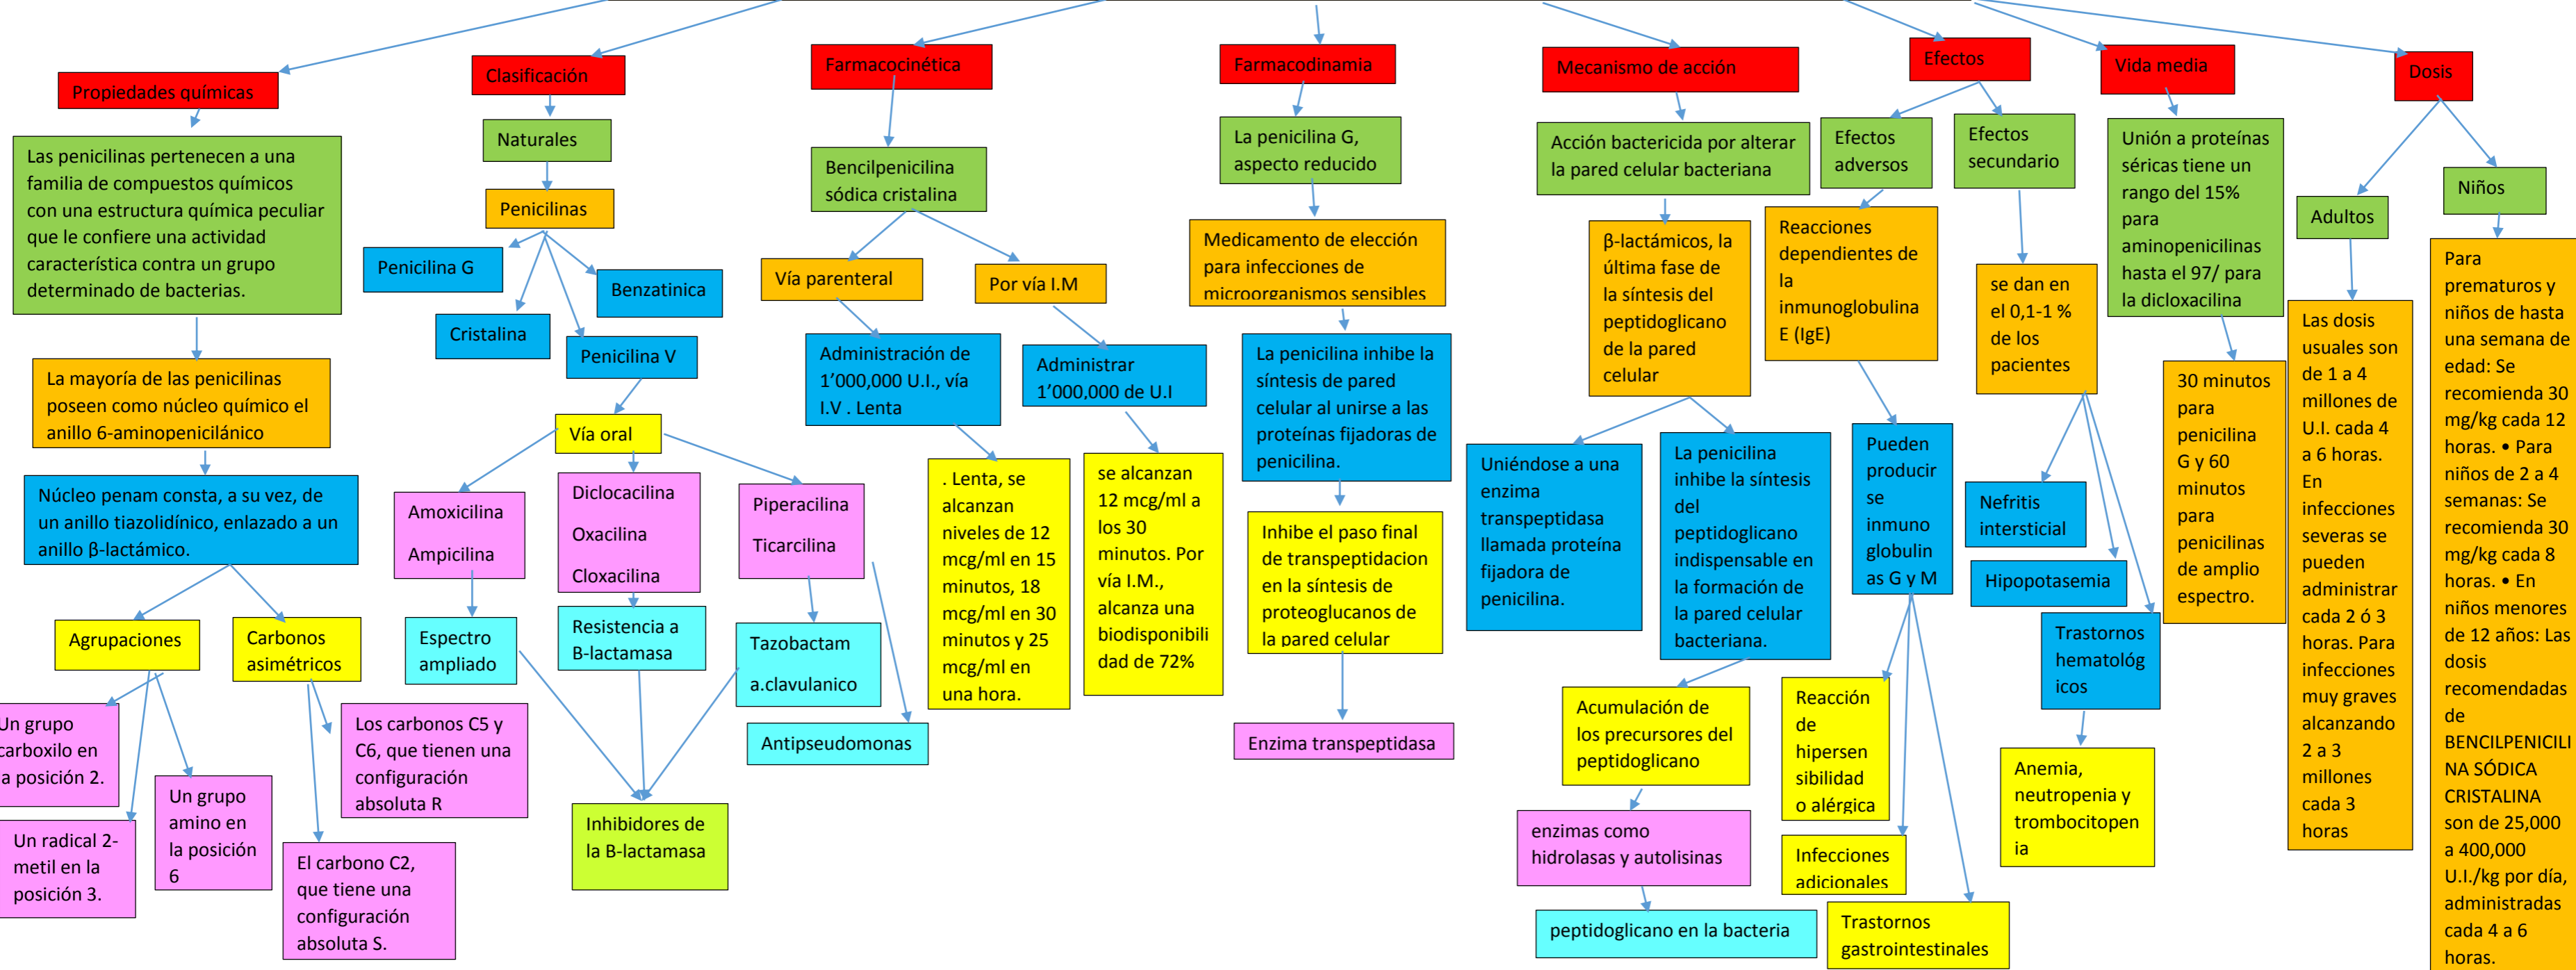 Propiedades químicas
Las penicilinas pertenecen a una
familia de compuestos químicos
con una estructura química peculiar
que le confiere una actividad
característica contra un grupo
determinado de bacterias.
La mayoría de las penicilinas
poseen como núcleo químico el
anillo 6-aminopenicilánico
Núcleo penam consta, a su vez, de
un anillo tiazolidínico, enlazado a un
anillo β-lactámico.
Agrupaciones
Un grupo
carboxilo en
la posición 2.
Un radical 2-
metil en la
posición 3.
Un grupo
amino en
la posición
6
Carbonos
asimétricos
Los carbonos C5 y
C6, que tienen una
configuración
absoluta R
El carbono C2,
que tiene una
configuración
absoluta S.
Clasificación
Naturales
Penicilinas
Penicilina G
Cristalina
Penicilina V
Benzatinica
Vía oral
Amoxicilina
Ampicilina
Espectro
ampliado
Diclocacilina
Oxacilina
Cloxacilina
Resistencia a
B-lactamasa
Piperacilina
Ticarcilina
Tazobactam
a.clavulanico
Antipseudomonas
Inhibidores de
la B-lactamasa
Farmacocinética
Bencilpenicilina
sódica cristalina
Vía parenteral
Administración de
1’000,000 U.I., vía
I.V . Lenta
. Lenta, se
alcanzan
niveles de 12
mcg/ml en 15
minutos, 18
mcg/ml en 30
minutos y 25
mcg/ml en
una hora.
Por vía I.M
Administrar
1’000,000 de U.I
se alcanzan
12 mcg/ml a
los 30
minutos. Por
vía I.M.,
alcanza una
biodisponibili
dad de 72%
Farmacodinamia
La penicilina G,
aspecto reducido
Medicamento de elección
para infecciones de
microorganismos sensibles
La penicilina inhibe la
síntesis de pared
celular al unirse a las
proteínas fijadoras de
penicilina.
Inhibe el paso final
de transpeptidacion
en la síntesis de
proteoglucanos de
la pared celular
Enzima transpeptidasa
Mecanismo de acción
Acción bactericida por alterar
la pared celular bacteriana
β-lactámicos, la
última fase de
la síntesis del
peptidoglicano
de la pared
celular
Uniéndose a una
enzima
transpeptidasa
llamada proteína
fijadora de
penicilina.
La penicilina
inhibe la síntesis
del
peptidoglicano
indispensable en
la formación de
la pared celular
bacteriana.
Acumulación de
los precursores del
peptidoglicano
enzimas como
hidrolasas y autolisinas
peptidoglicano en la bacteria
Efectos
Efectos
adversos
Reacciones
dependientes de
la
inmunoglobulina
E (IgE)
Pueden
producir
se
inmuno
globulin
as G y M
Reacción
de
hipersen
sibilidad
o alérgica
Infecciones
adicionales
Trastornos
gastrointestinales
Efectos
secundario
se dan en
el 0,1-1 %
de los
pacientes
Nefritis
intersticial
Hipopotasemia
Trastornos
hematológ
icos
Anemia,
neutropenia y
trombocitopen
ia
Vida media
Unión a proteínas
séricas tiene un
rango del 15%
para
aminopenicilinas
hasta el 97/ para
la dicloxacilina
30 minutos
para
penicilina
G y 60
minutos
para
penicilinas
de amplio
espectro.
Dosis
Adultos
Las dosis
usuales son
de 1 a 4
millones de
U.I. cada 4
a 6 horas.
En
infecciones
severas se
pueden
administrar
cada 2 ó 3
horas. Para
infecciones
muy graves
alcanzando
2 a 3
millones
cada 3
horas
Niños
Para
prematuros y
niños de hasta
una semana de
edad: Se
recomienda 30
mg/kg cada 12
horas. • Para
niños de 2 a 4
semanas: Se
recomienda 30
mg/kg cada 8
horas. • En
niños menores
de 12 años: Las
dosis
recomendadas
de
BENCILPENICILI
NA SÓDICA
CRISTALINA
son de 25,000
a 400,000
U.I./kg por día,
administradas
cada 4 a 6
horas.